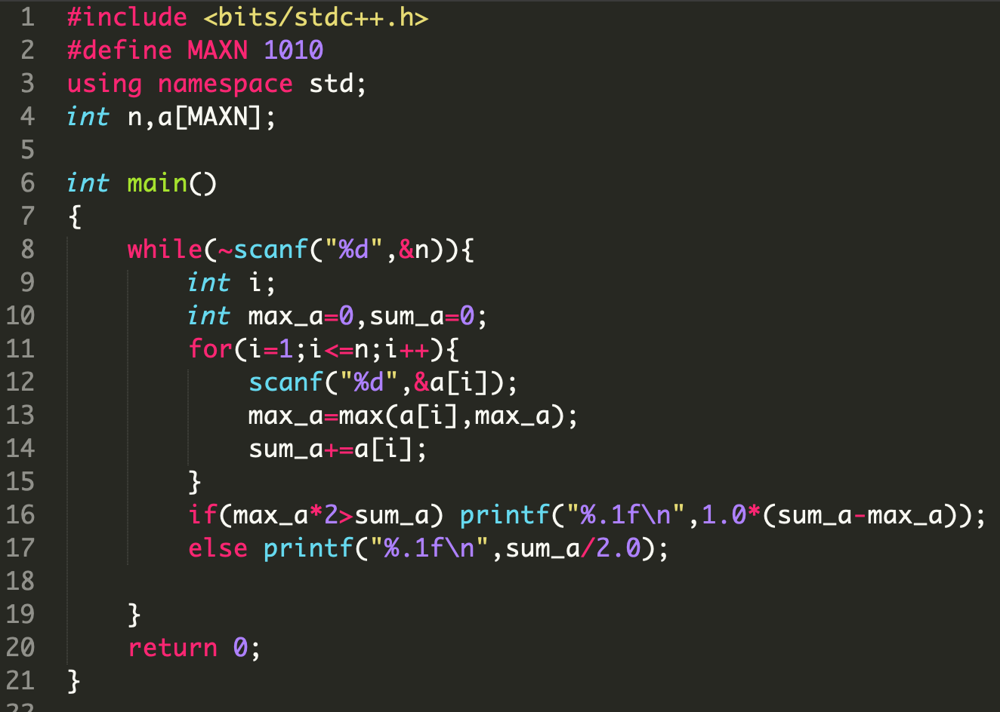 1 #include <bits/stdc++.h>
2 #define MAXN 1010
3 using namespace std;
4 int n,a[MAXN];
5
6 int main()
7 {
8     while(~scanf("%d",&n)){
9         int i;
10         int max_a=0,sum_a=0;
11         for(i=1;i<=n;i++){
12             scanf("%d",&a[i]);
13             max_a=max(a[i],max_a);
14             sum_a+=a[i];
15         }
16         if(max_a*2>sum_a) printf("%.1f\n",1.0*(sum_a-max_a));
17         else printf("%.1f\n",sum_a/2.0);
18
19     }
20     return 0;
21 }
22